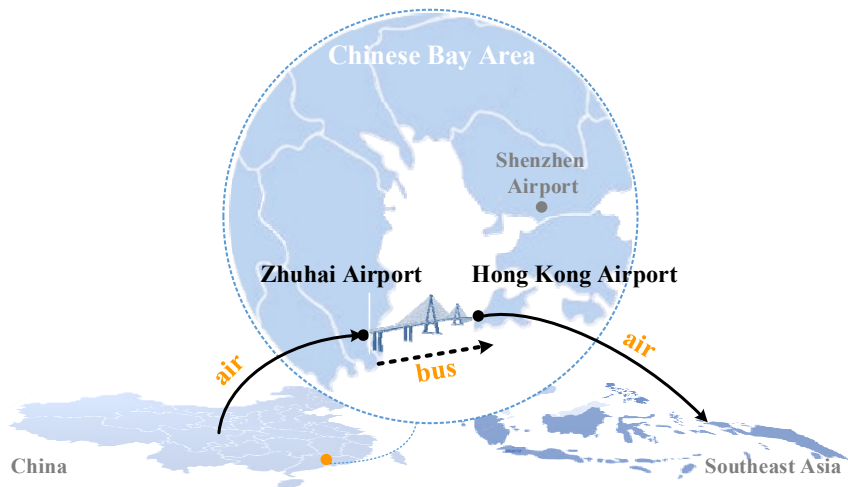 Chinese Bay Area
Shenzhen
Airport
Zhuhai Airport
Hong Kong Airport
air
bus
air
China
Southeast Asia